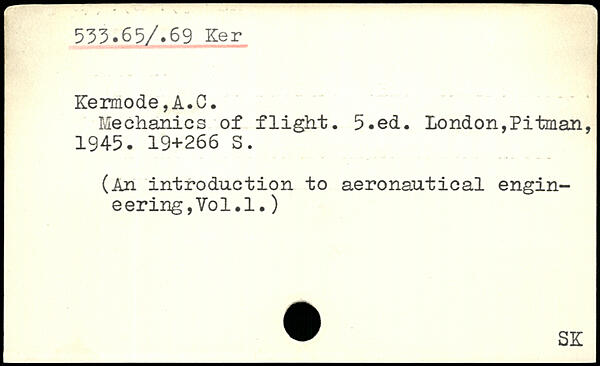 533.65/.69 Ker
Kermode,A.C.
Mechanics of flight. 5.ed. London,Pitman,
1945. 19+266 S.
(An introduction to aeronautical engin-
eering,Vol.1.)
SK